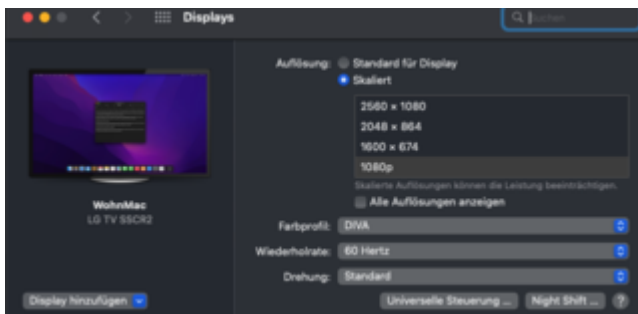 Displays
Suchen
Auflösung: Standard für Display
Skaliert
2560 × 1080
2048 × 864
1600 × 674
1080p
Skalierte Auflösungen können die Leistung beeinträchtigen.
Alle Auflösungen anzeigen
WohnMac
LG TV SSCR2
Farbprofil: DIVA
Wiederholrate: 60 Hertz
Drehung: Standard
Display hinzufügen
Universelle Steuerung ...
Night Shift ...
?